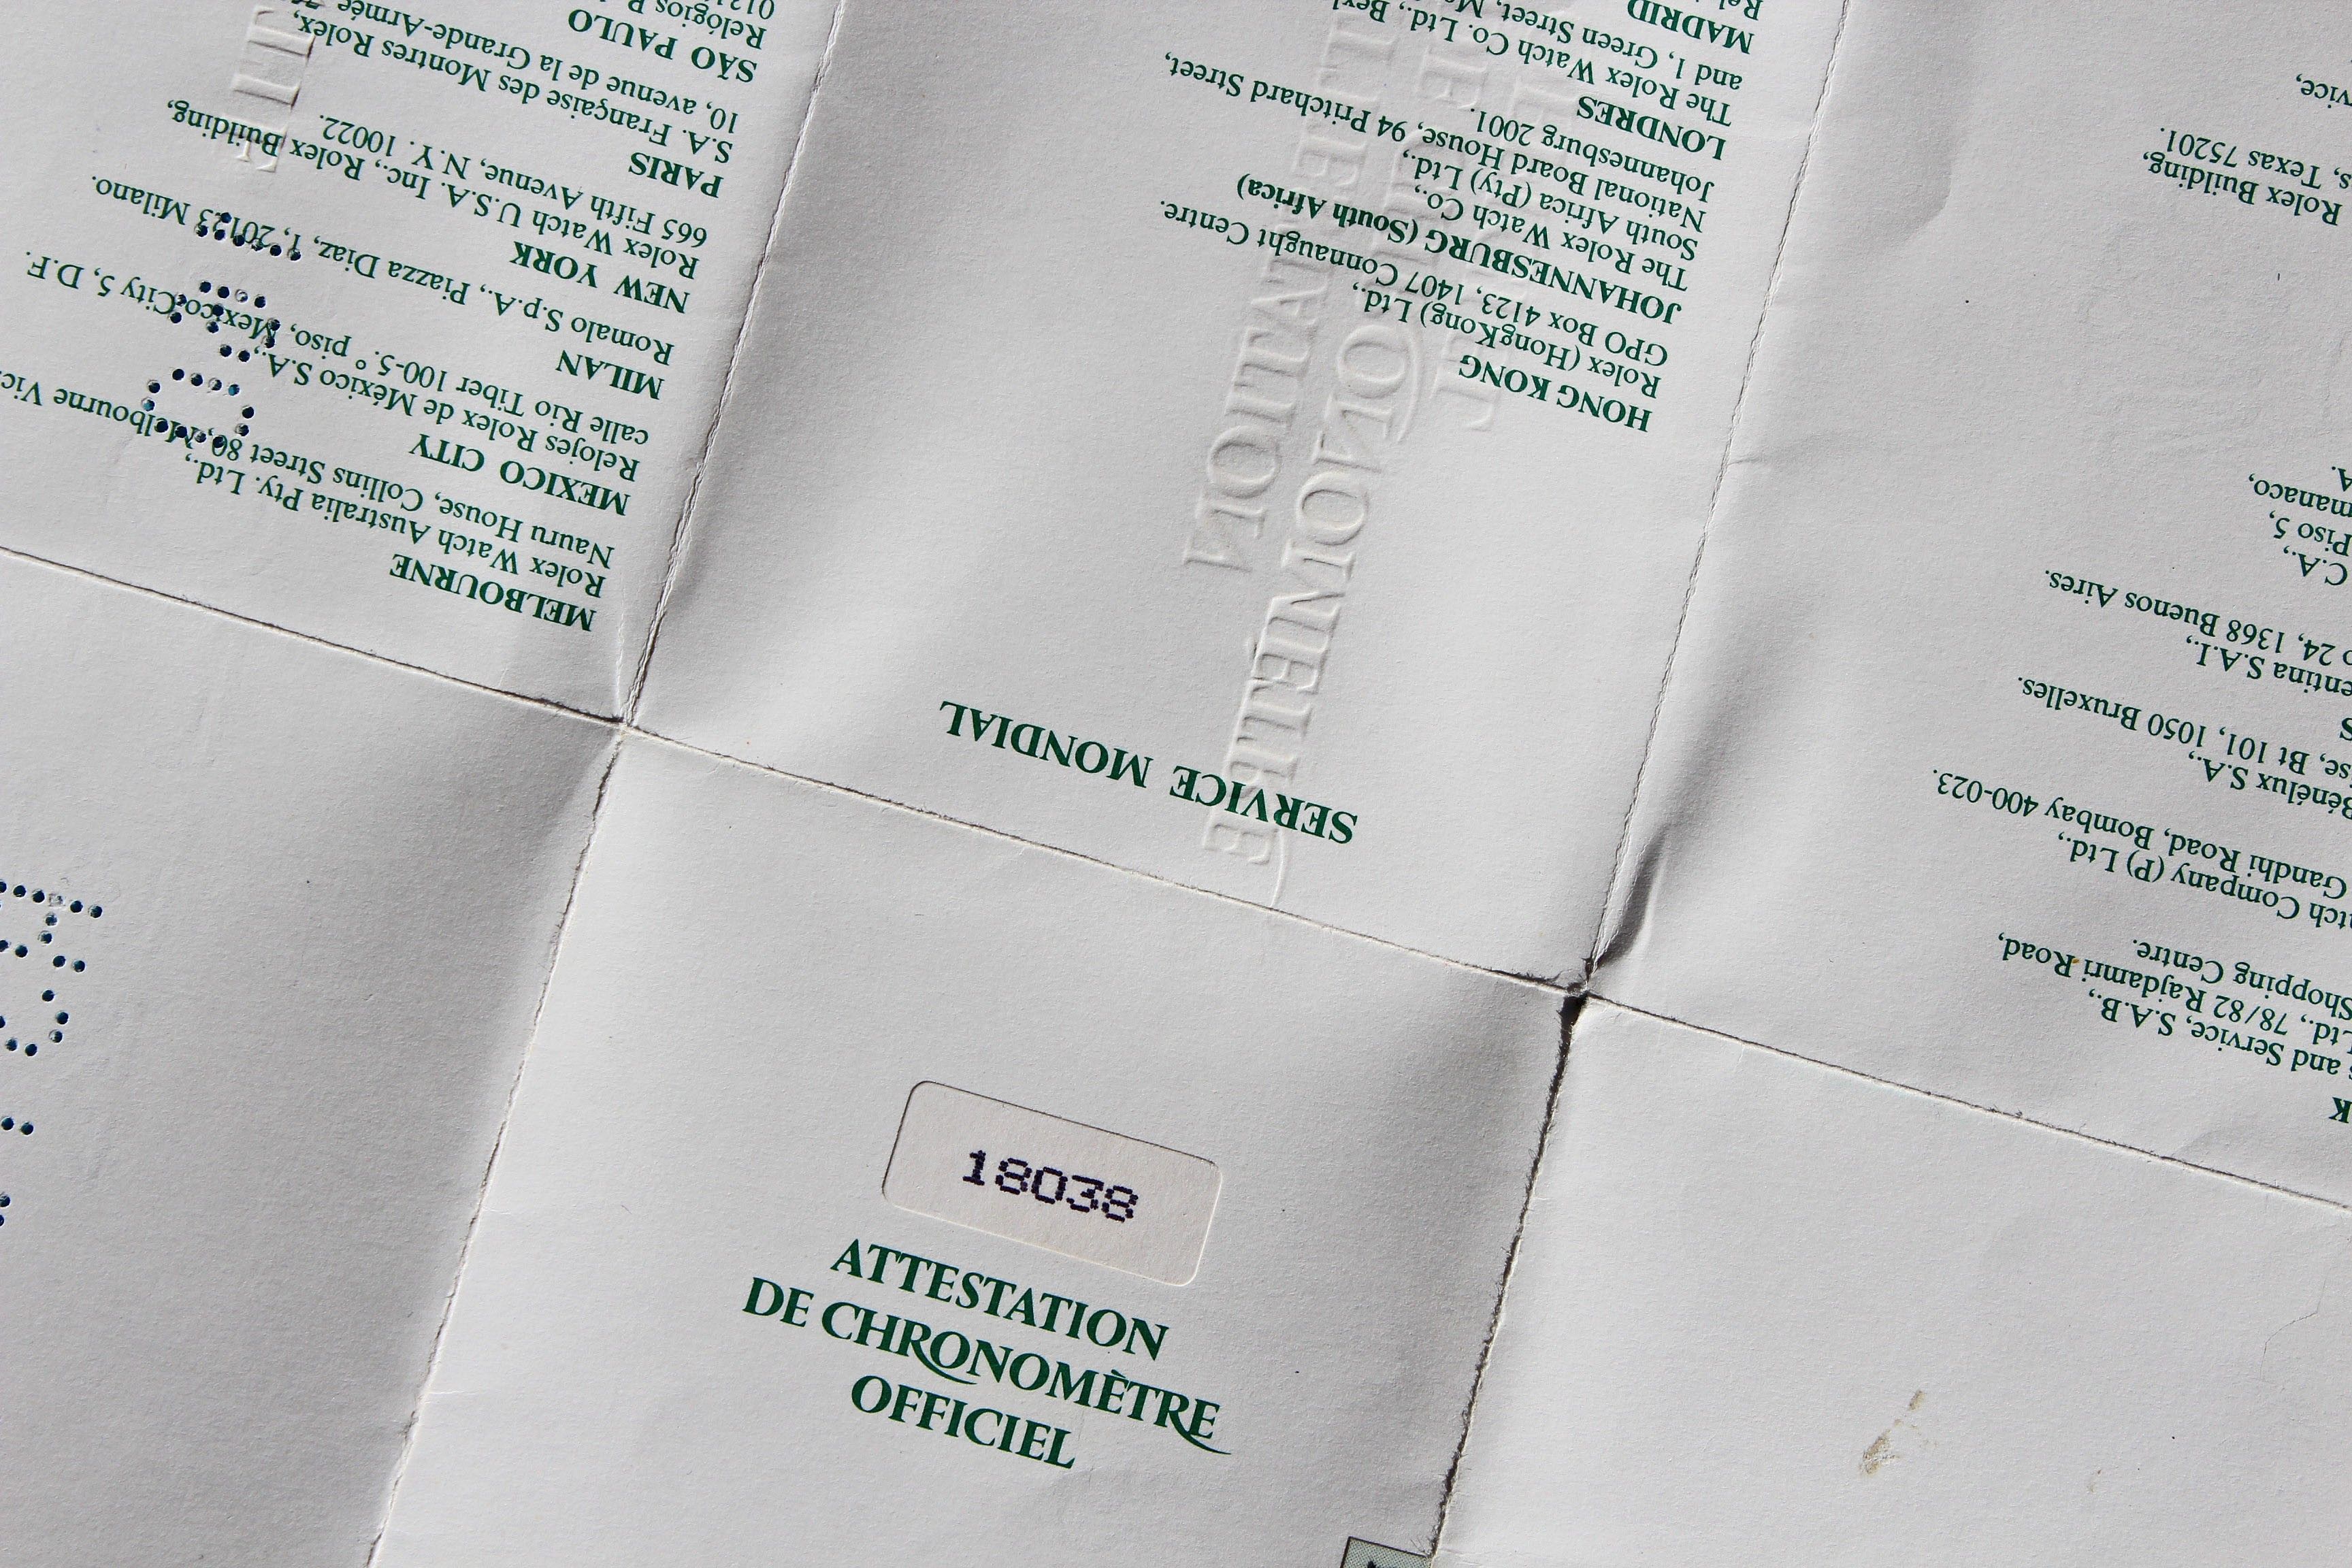 18038
ATTESTATION
DE CHRONOMÈTRE
OFFICIEL
SERVICE MONDIAL
HONG KONG
Rolex (HongKong) Ltd.,
GPO Box 4123, 1407 Connaught Centre.
JOHANNESBURG (South Africa)
The Rolex Watch Co.,
South Africa (Pty) Ltd.,
National Board House, 94 Pritchard Street,
Johannesburg 2001.
LONDRES
The Rolex Watch Co. Ltd.,
and 1, Green Street,
MADRID
MELBOURNE
Rolex Watch Australia Pty. Ltd.,
Nauru House, Collins Street 80, Melbourne
MEXICO CITY
Relojes Rolex de México S.A.,
calle Rio Tiber 100-5.° piso, Mexico City 5, D.F.
MILAN
Romalo S.p.A., Piazza Diaz, 1, 20123 Milano.
NEW YORK
Rolex Watch U.S.A. Inc., Rolex Building,
665 Fifth Avenue, N.Y. 10022.
PARIS
S.A. Française des Montres Rolex,
10, avenue de la Grande-Armée
SÃO PAULO
Relógios
K
and Service, S.A.B.,
Ltd., 78/82 Rajdamri Road,
Shopping Centre.
Company (P) Ltd.,
Gandhi Road, Bombay 400-023.
Bénélux S.A.,
Bt 101, 1050 Bruxelles.
S
S.A.I.,
24, 1368 Buenos Aires.
C.A.,
Piso 5,
Rolex Building,
Texas 75201.
ATTESTATION
CHRONOMÈTRE
OFFICIEL